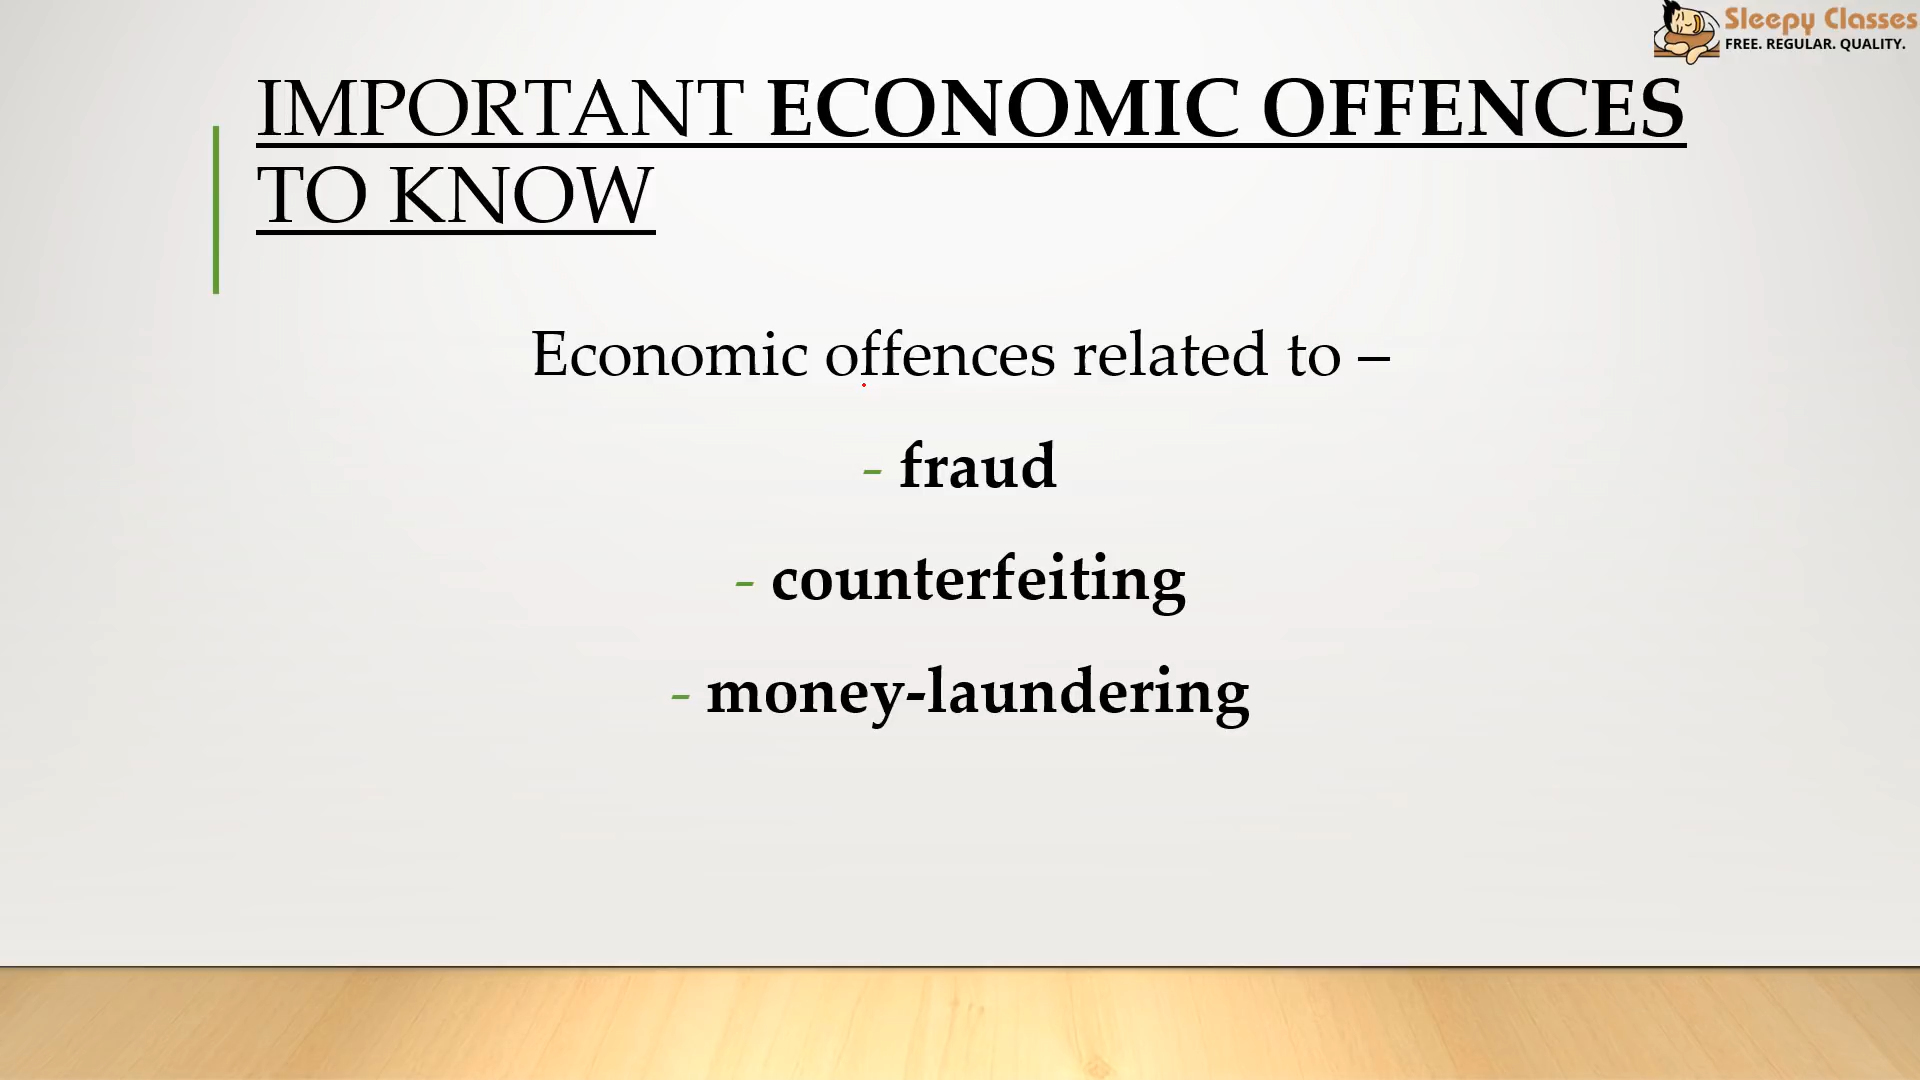 Sleepy Classes
FREE. REGULAR. QUALITY.
IMPORTANT ECONOMIC OFFENCES
TO KNOW
Economic offences related to –
- fraud
- counterfeiting
- money-laundering